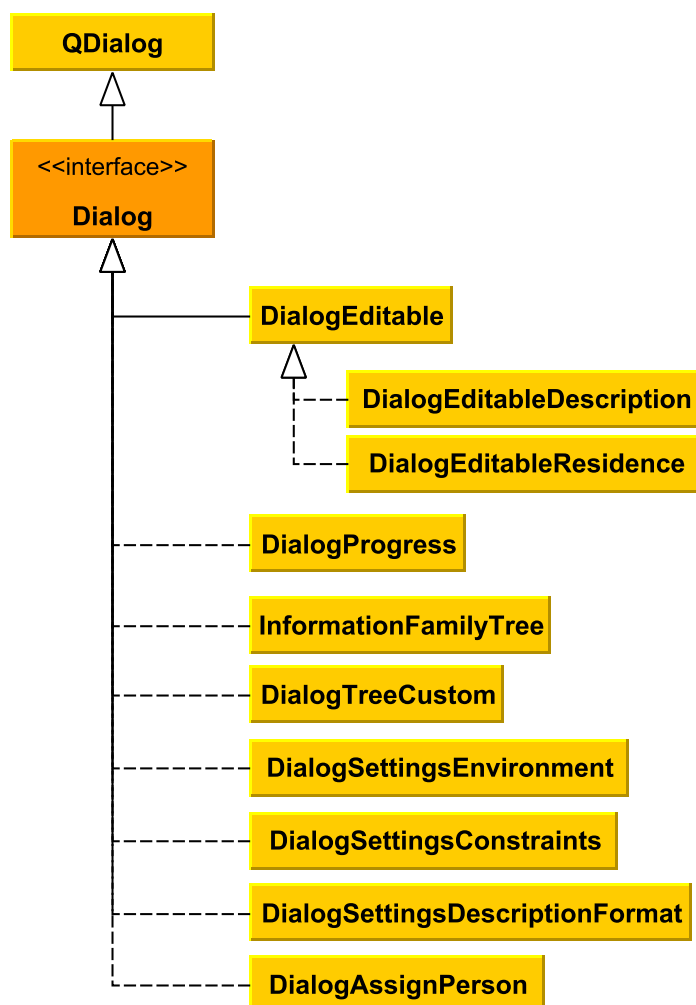 QDialog
<<interface>>
Dialog
DialogEditable
DialogEditableDescription
DialogEditableResidence
DialogProgress
InformationFamilyTree
DialogTreeCustom
DialogSettingsEnvironment
DialogSettingsConstraints
DialogSettingsDescriptionFormat
DialogAssignPerson